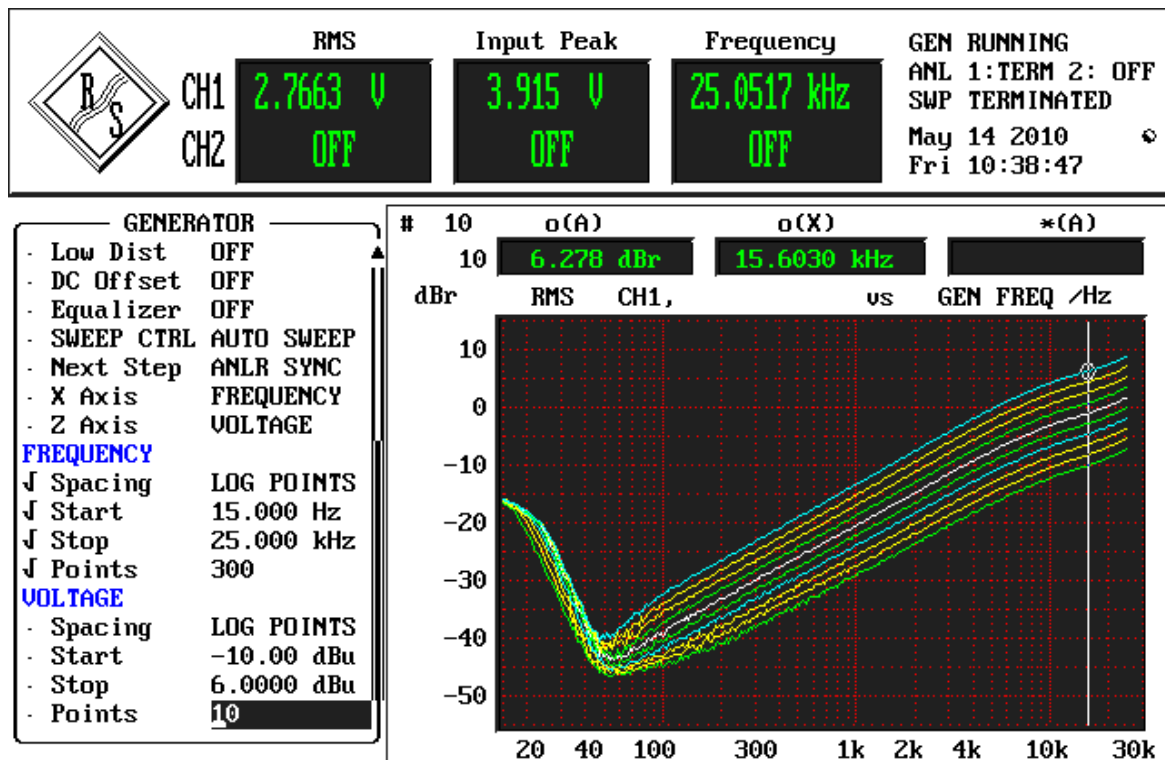 RMS Input Peak Frequency
CH1 2.7663 V 3.915 V 25.0517 kHz
CH2 OFF OFF OFF
R S
GEN RUNNING
ANL 1:TERM 2: OFF
SWP TERMINATED
May 14 2010
Fri 10:38:47
GENERATOR
· Low Dist OFF
· DC Offset OFF
· Equalizer OFF
· SWEEP CTRL AUTO SWEEP
· Next Step ANLR SYNC
· X Axis FREQUENCY
· Z Axis VOLTAGE
FREQUENCY
√ Spacing LOG POINTS
√ Start 15.000 Hz
√ Stop 25.000 kHz
√ Points 300
VOLTAGE
· Spacing LOG POINTS
· Start -10.00 dBu
· Stop 6.0000 dBu
· Points 10
# 10 o(A) o(X) *(A)
10 6.278 dBr 15.6030 kHz
dBr RMS CH1, vs GEN FREQ /Hz
10
0
-10
-20
-30
-40
-50
20 40 100 300 1k 2k 4k 10k 30k